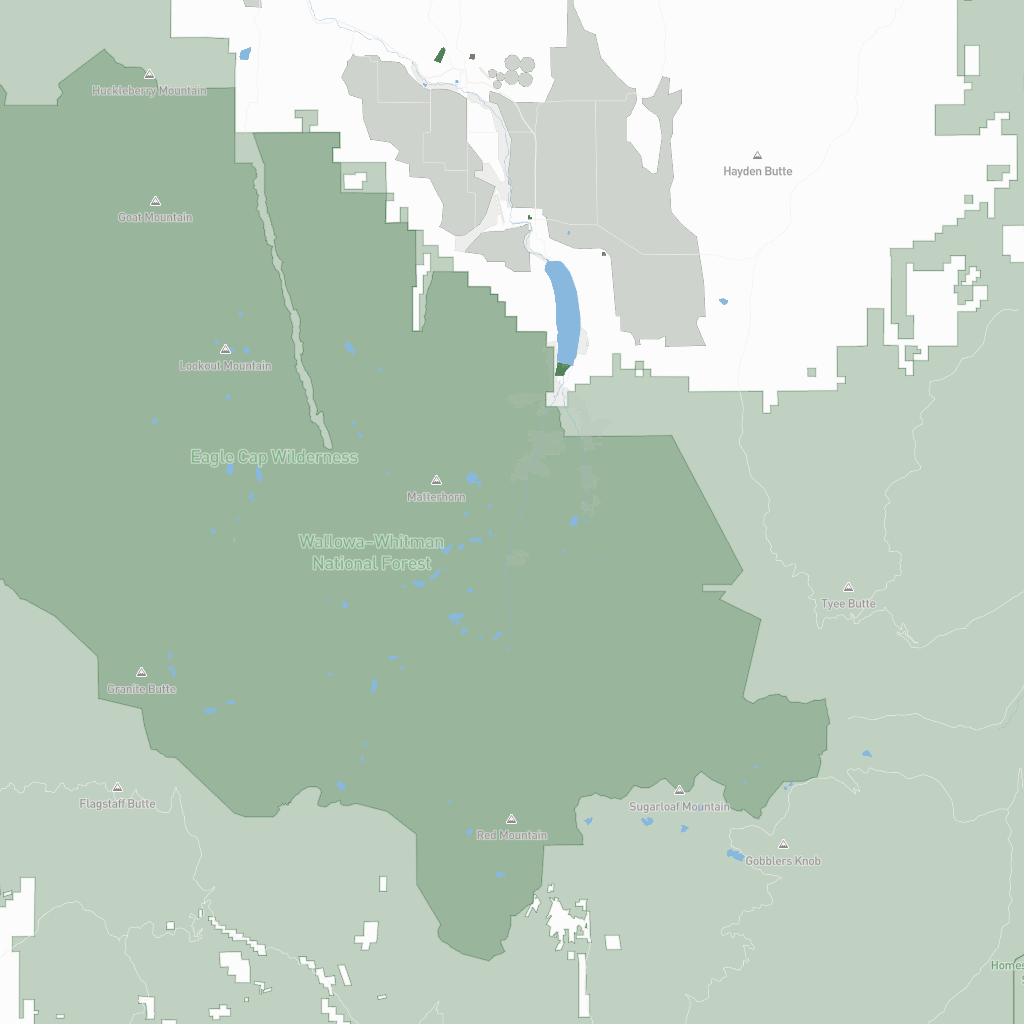 Huckleberry Mountain
Hayden Butte
Goat Mountain
Lookout Mountain
Eagle Cap Wilderness
Matterhorn
Wallowa–Whitman
National Forest
Tyee Butte
Granite Butte
Flagstaff Butte
Sugarloaf Mountain
Red Mountain
Gobblers Knob